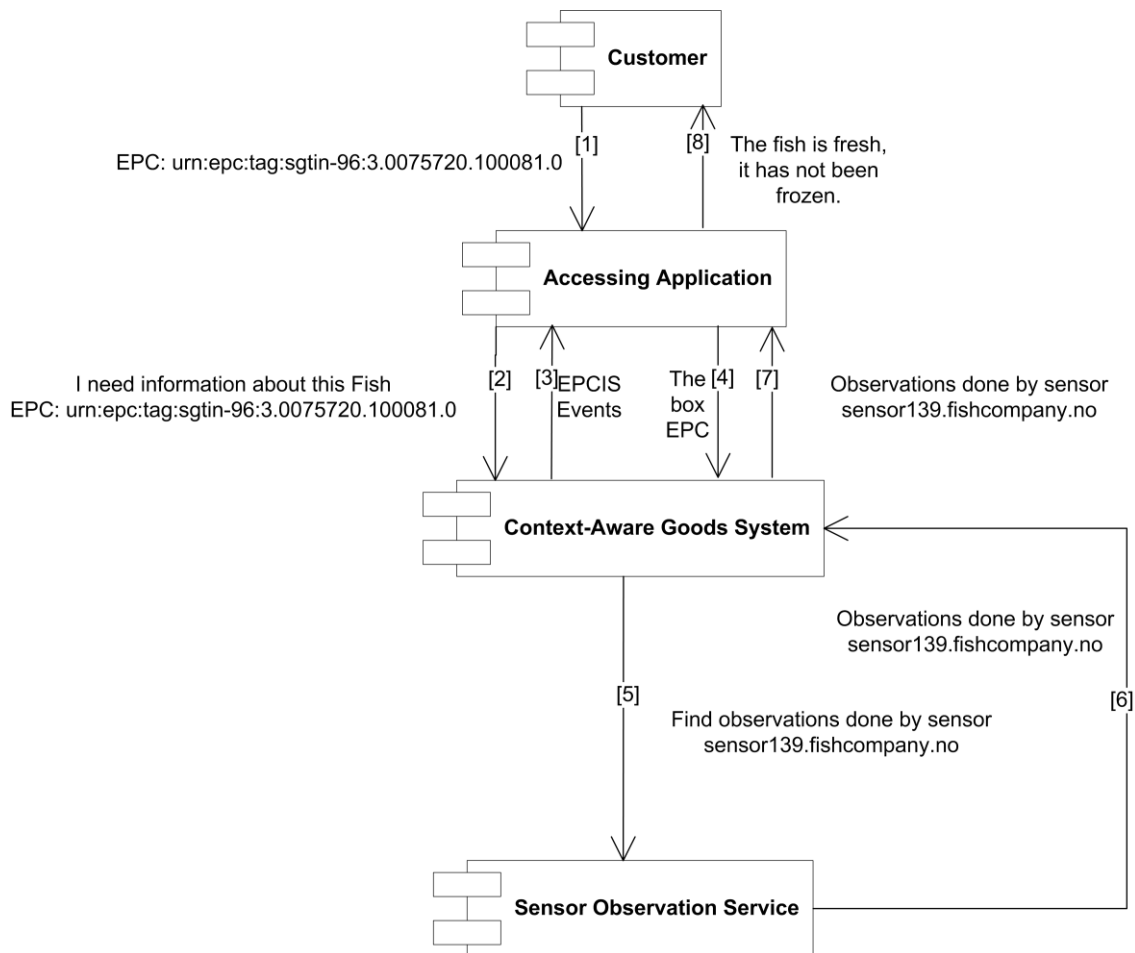 Customer
[1]
[8]
EPC: urn:epc:tag:sgtin-96:3.0075720.100081.0
The fish is fresh,
it has not been
frozen.
Accessing Application
I need information about this Fish
EPC: urn:epc:tag:sgtin-96:3.0075720.100081.0
[2]
[3]
EPCIS
Events
The
box
EPC
[4]
[7]
Observations done by sensor
sensor139.fishcompany.no
Context-Aware Goods System
Observations done by sensor
sensor139.fishcompany.no
[5]
[6]
Find observations done by sensor
sensor139.fishcompany.no
Sensor Observation Service